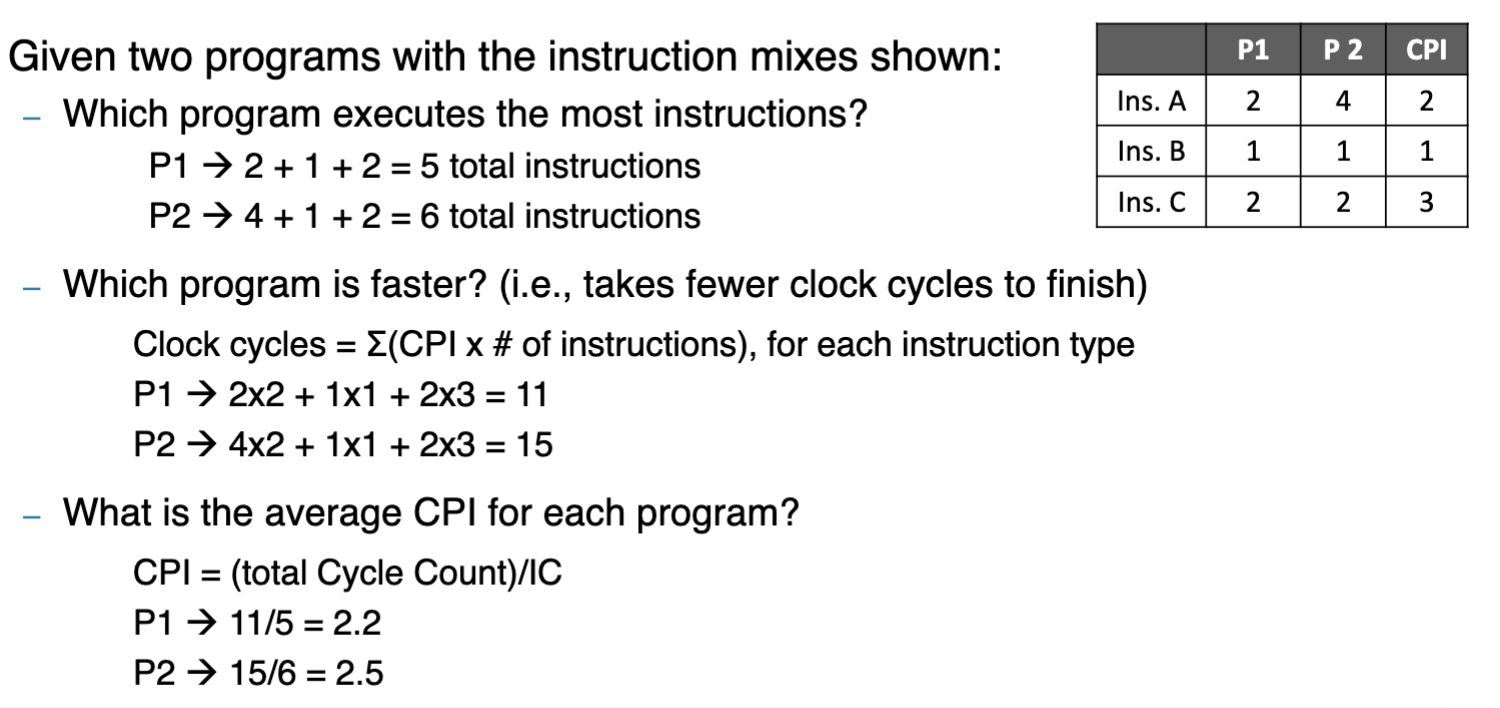 Given two programs with the instruction mixes shown:
– Which program executes the most instructions?
P1 → 2 + 1 + 2 = 5 total instructions
P2 → 4 + 1 + 2 = 6 total instructions
– Which program is faster? (i.e., takes fewer clock cycles to finish)
Clock cycles = Σ(CPI x # of instructions), for each instruction type
P1 → 2x2 + 1x1 + 2x3 = 11
P2 → 4x2 + 1x1 + 2x3 = 15
– What is the average CPI for each program?
CPI = (total Cycle Count)/IC
P1 → 11/5 = 2.2
P2 → 15/6 = 2.5
P1 P 2 CPI
Ins. A 2 4 2
Ins. B 1 1 1
Ins. C 2 2 3